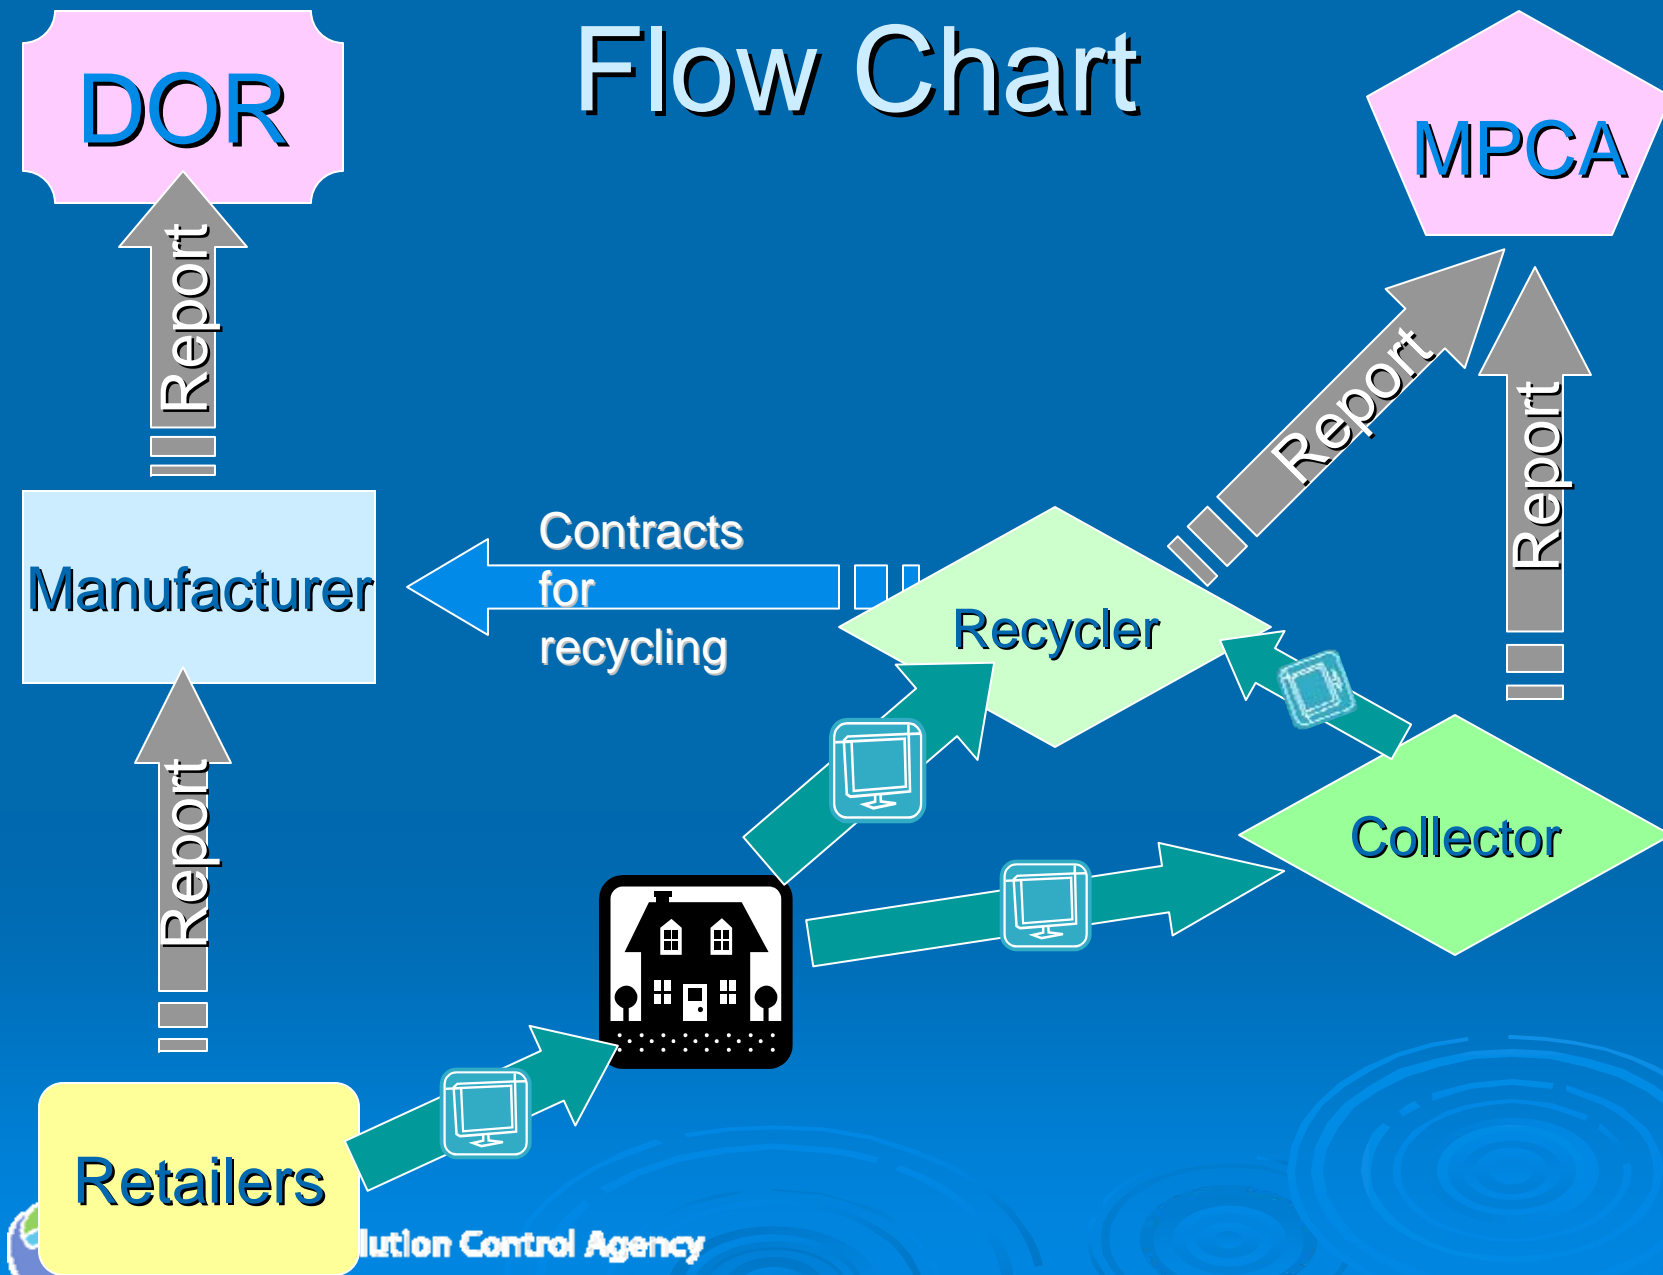 Flow Chart
DOR
MPCA
Report
Report
Report
Manufacturer
Contracts
for
recycling
Recycler
Collector
Report
Retailers
lution Control Agency